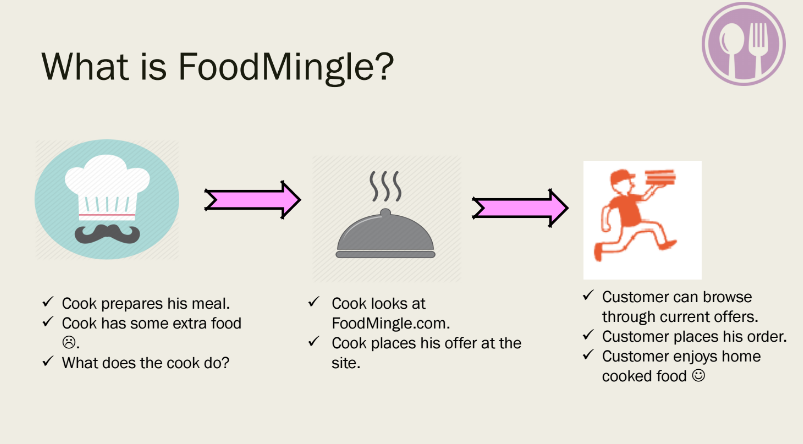 What is FoodMingle?
✓ Cook prepares his meal.
✓ Cook has some extra food
☹.
✓ What does the cook do?
✓ Cook looks at
FoodMingle.com.
✓ Cook places his offer at the
site.
✓ Customer can browse
through current offers.
✓ Customer places his order.
✓ Customer enjoys home
cooked food ☺